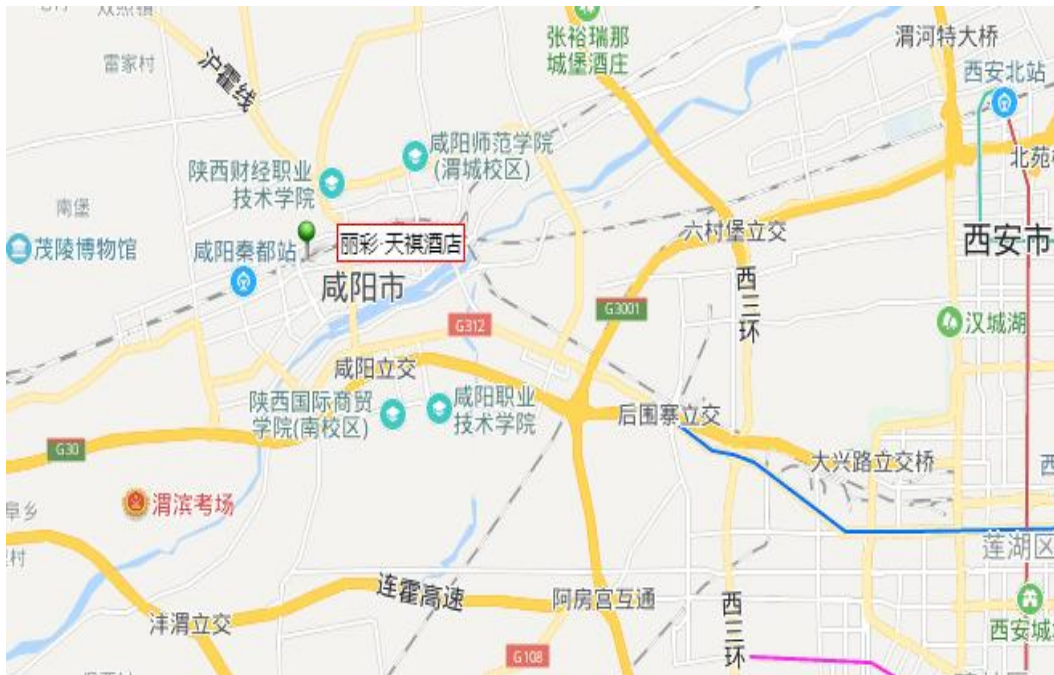 渭河特大桥
张裕瑞那
城堡酒庄
雷家村
沪霍线
西安北站
咸阳师范学院
(渭城校区)
陕西财经职业
技术学院
北苑
南堡
茂陵博物馆
咸阳秦都站
丽彩·天祺酒店
六村堡立交
西安市
咸阳市
西三环
G3001
G312
汉城湖
咸阳立交
陕西国际商贸
学院(南校区)
咸阳职业
技术学院
后围寨立交
G30
大兴路立交桥
西
渭滨考场
阜乡
村
莲湖区
连霍高速
阿房宫互通
西三环
沣渭立交
西安城
G108